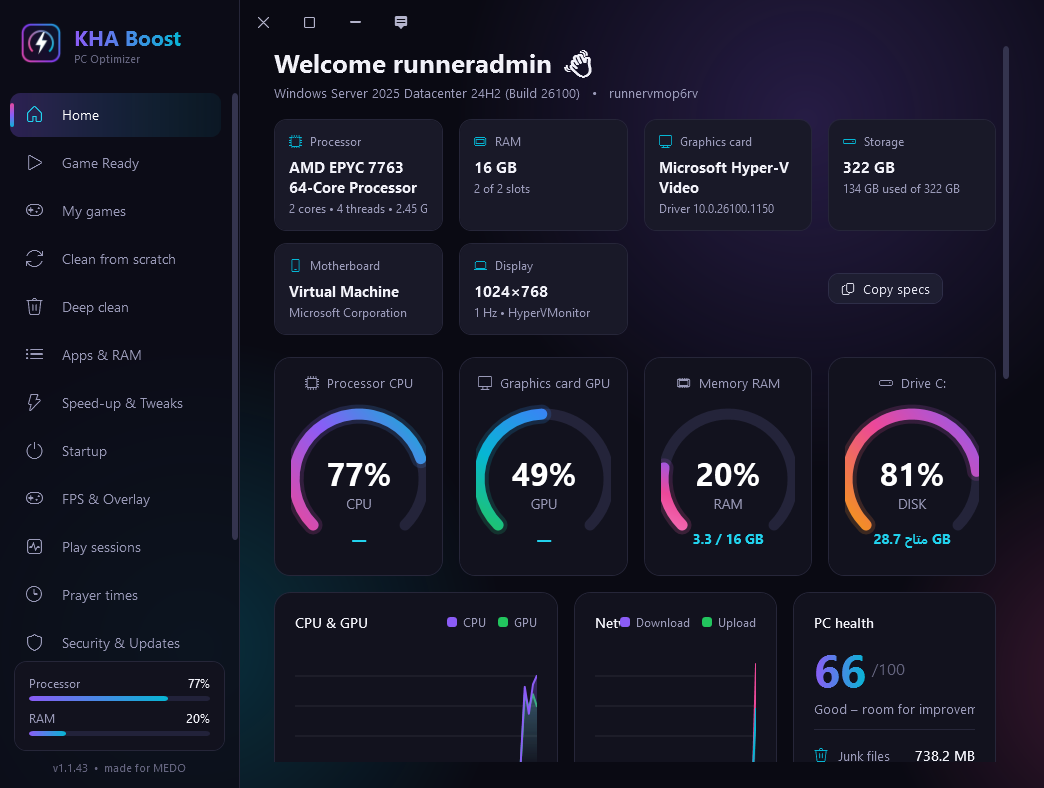 KHA Boost
PC Optimizer
Home
Game Ready
My games
Clean from scratch
Deep clean
Apps & RAM
Speed-up & Tweaks
Startup
FPS & Overlay
Play sessions
Prayer times
Security & Updates
Processor 77%
RAM 20%
v1.1.43 • made for MEDO
Welcome runneradmin
Windows Server 2025 Datacenter 24H2 (Build 26100) • runnervmop6rv
Processor
AMD EPYC 7763
64-Core Processor
2 cores • 4 threads • 2.45 G
RAM
16 GB
2 of 2 slots
Graphics card
Microsoft Hyper-V
Video
Driver 10.0.26100.1150
Storage
322 GB
134 GB used of 322 GB
Motherboard
Virtual Machine
Microsoft Corporation
Display
1024×768
1 Hz • HyperVMonitor
Copy specs
Processor CPU
77%
CPU
—
Graphics card GPU
49%
GPU
—
Memory RAM
20%
RAM
3.3 / 16 GB
Drive C:
81%
DISK
28.7 متاح GB
CPU & GPU
CPU GPU
Download Upload
PC health
66 /100
Good – room for improvem
Junk files 738.2 MB